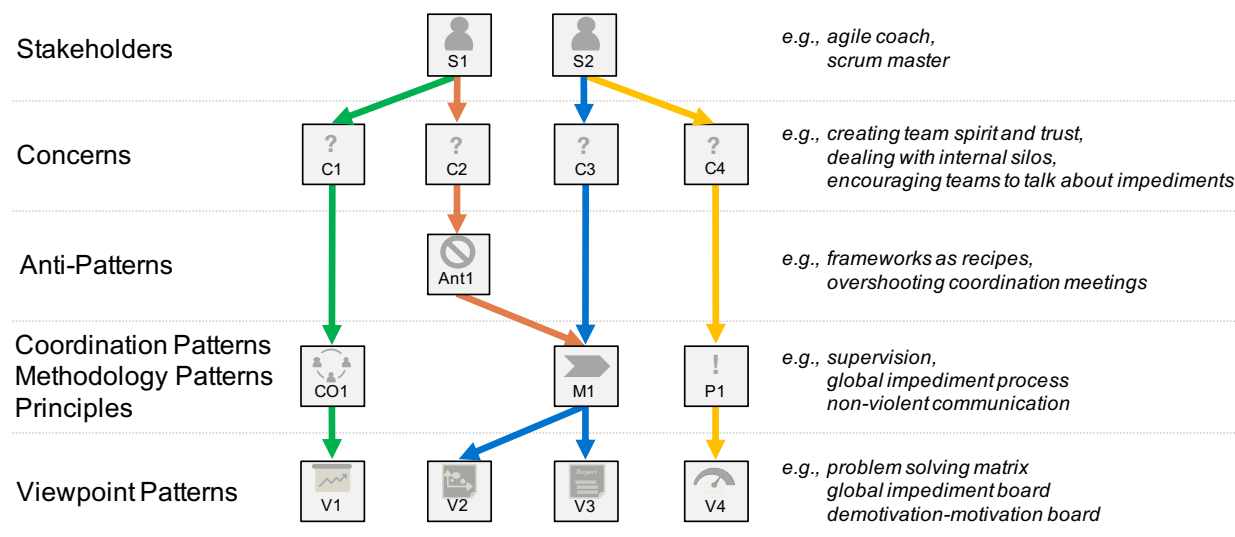 Stakeholders
S1
S2
e.g., agile coach,
scrum master
Concerns
?
C1
?
C2
?
C3
?
C4
e.g., creating team spirit and trust,
dealing with internal silos,
encouraging teams to talk about impediments
Anti-Patterns
Ant1
e.g., frameworks as recipes,
overshooting coordination meetings
Coordination Patterns
Methodology Patterns
Principles
CO1
M1
!
P1
e.g., supervision,
global impediment process
non-violent communication
Viewpoint Patterns
V1
V2
Report
V3
V4
e.g., problem solving matrix
global impediment board
demotivation-motivation board